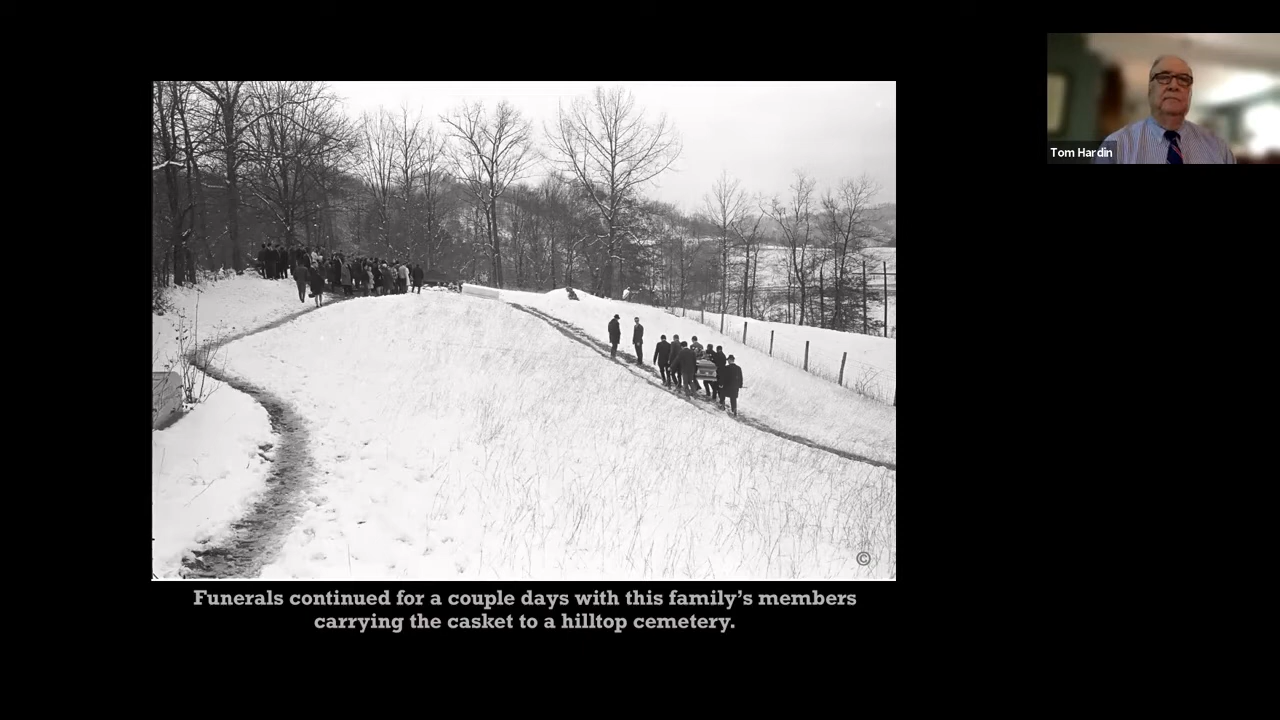 Tom Hardin
©
Funerals continued for a couple days with this family's members
carrying the casket to a hilltop cemetery.